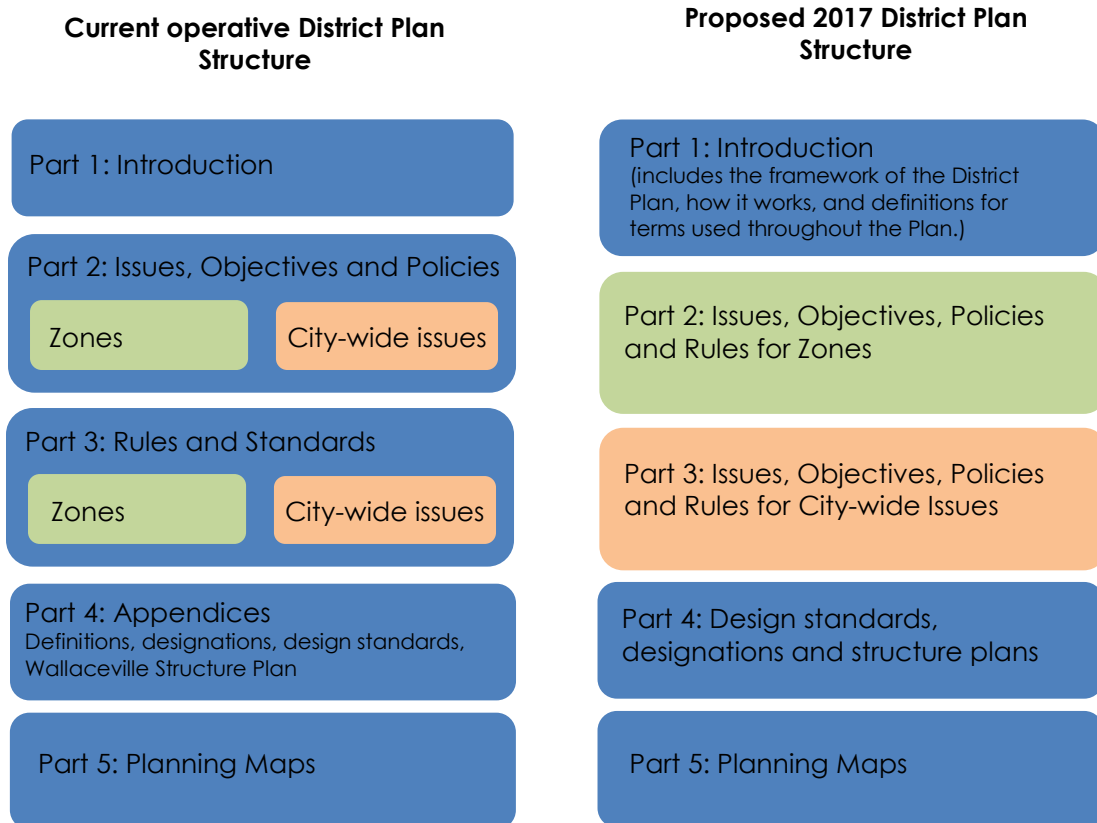 Current operative District Plan
Structure
Part 1: Introduction
Part 2: Issues, Objectives and Policies
Zones
City-wide issues
Part 3: Rules and Standards
Zones
City-wide issues
Part 4: Appendices
Definitions, designations, design standards,
Wallaceville Structure Plan
Part 5: Planning Maps
Proposed 2017 District Plan
Structure
Part 1: Introduction
(includes the framework of the District
Plan, how it works, and definitions for
terms used throughout the Plan.)
Part 2: Issues, Objectives, Policies
and Rules for Zones
Part 3: Issues, Objectives, Policies
and Rules for City-wide Issues
Part 4: Design standards,
designations and structure plans
Part 5: Planning Maps